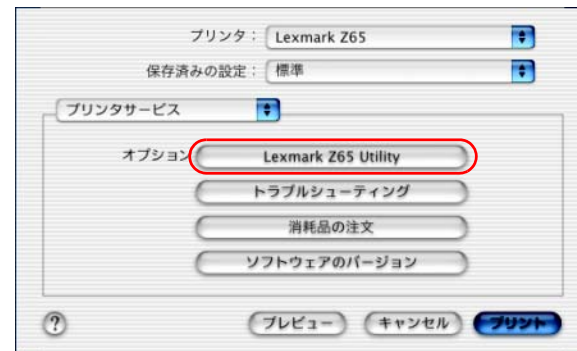 プリンタ： Lexmark Z65
保存済みの設定： 標準
プリンタサービス
オプション Lexmark Z65 Utility
トラブルシューティング
消耗品の注文
ソフトウェアのバージョン
? プレビュー キャンセル プリント